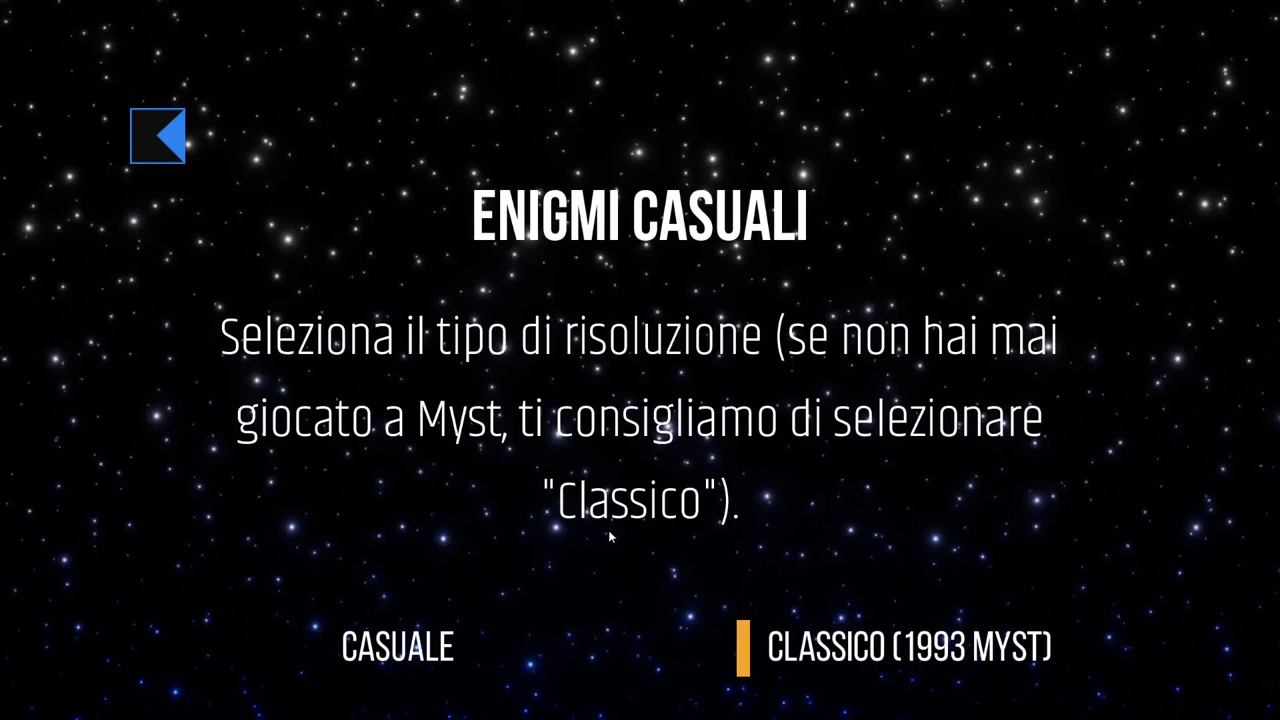 ENIGMI CASUALI
Seleziona il tipo di risoluzione (se non hai mai
giocato a Myst, ti consigliamo di selezionare
"Classico").
CASUALE
CLASSICO (1993 MYST)